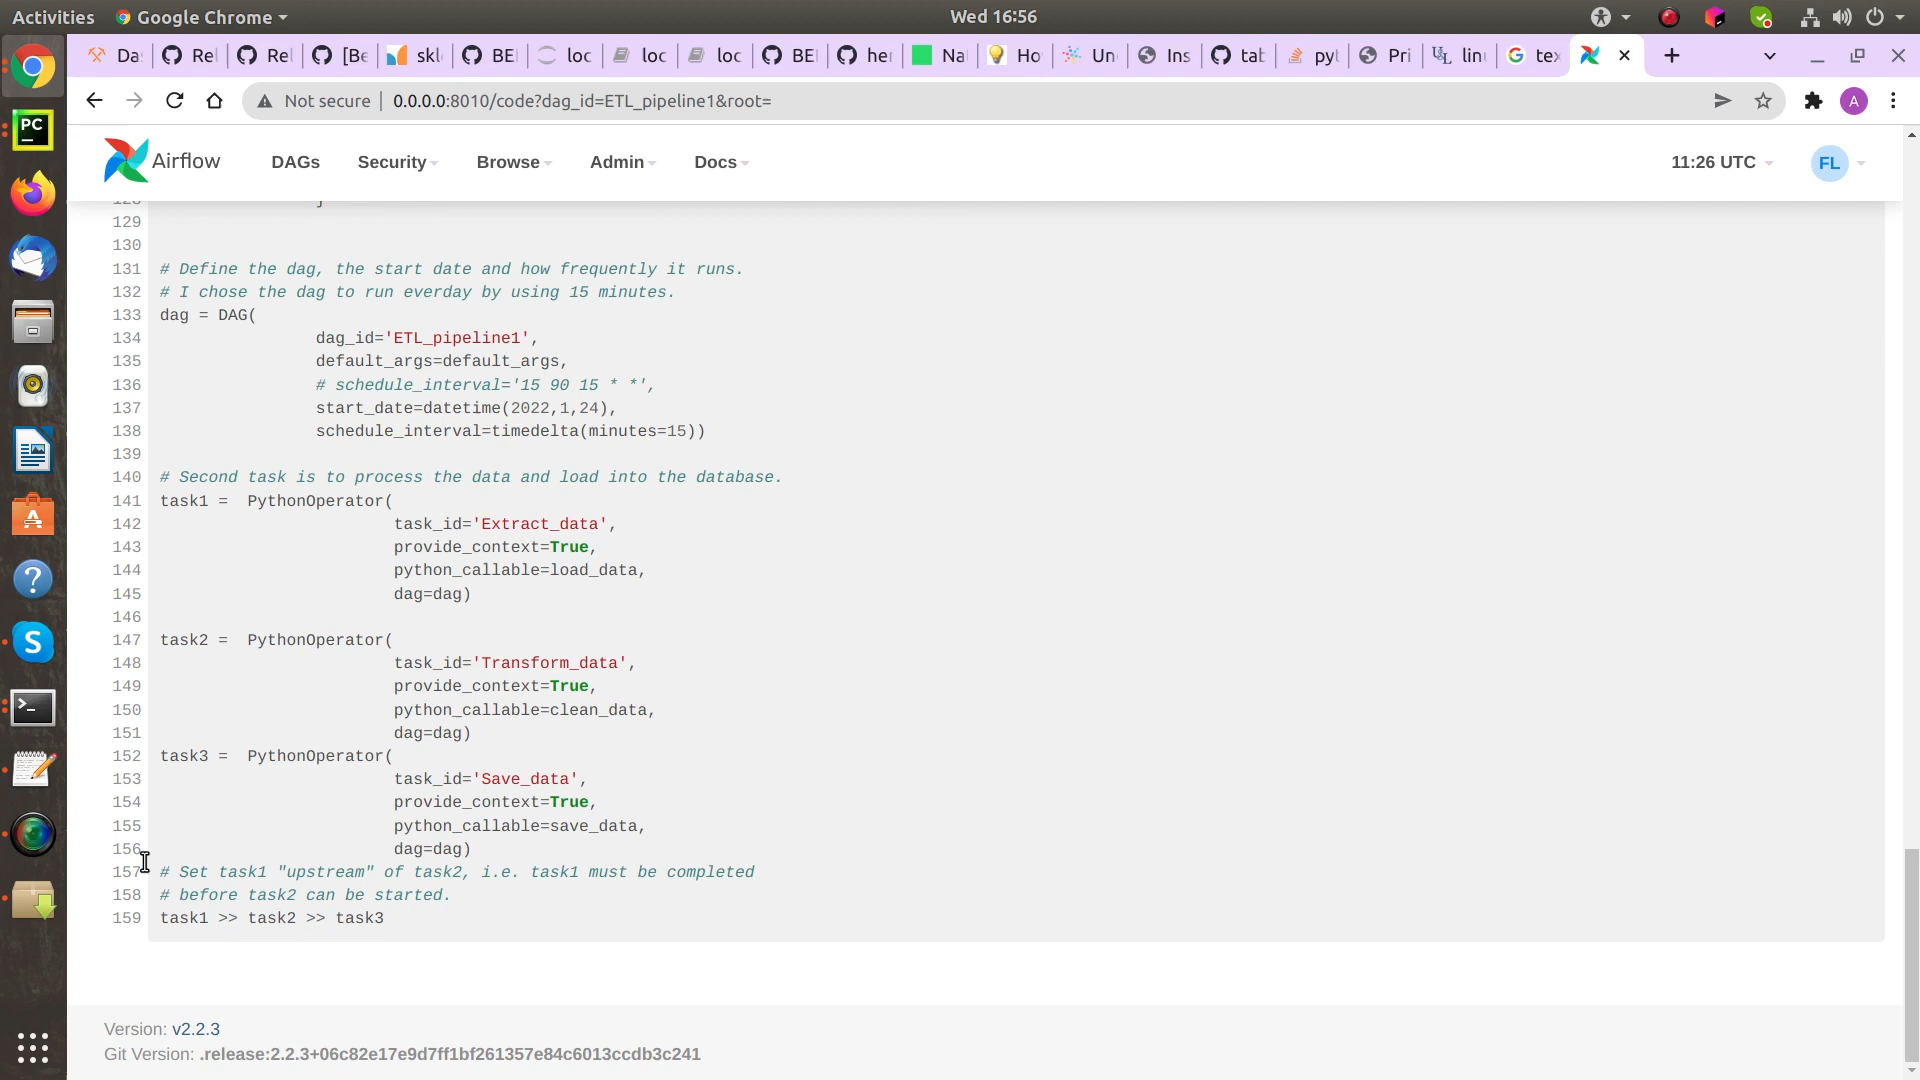 Activities Google Chrome Wed 16:56
Da Rel Rel [Be skl BEI loc loc loc BEI her Na Ho Un Ins tab pyt Pri lin tex
Not secure 0.0.0.0:8010/code?dag_id=ETL_pipeline1&root= A
Airflow DAGs Security Browse Admin Docs 11:26 UTC FL
129
130
131 # Define the dag, the start date and how frequently it runs.
132 # I chose the dag to run everday by using 15 minutes.
133 dag = DAG(
134 dag_id='ETL_pipeline1',
135 default_args=default_args,
136 # schedule_interval='15 90 15 * *',
137 start_date=datetime(2022,1,24),
138 schedule_interval=timedelta(minutes=15))
139
140 # Second task is to process the data and load into the database.
141 task1 =  PythonOperator(
142 task_id='Extract_data',
143 provide_context=True,
144 python_callable=load_data,
145 dag=dag)
146
147 task2 =  PythonOperator(
148 task_id='Transform_data',
149 provide_context=True,
150 python_callable=clean_data,
151 dag=dag)
152 task3 =  PythonOperator(
153 task_id='Save_data',
154 provide_context=True,
155 python_callable=save_data,
156 dag=dag)
157 # Set task1 "upstream" of task2, i.e. task1 must be completed
158 # before task2 can be started.
159 task1 >> task2 >> task3
Version: v2.2.3
Git Version: .release:2.2.3+06c82e17e9d7ff1bf261357e84c6013ccdb3c241